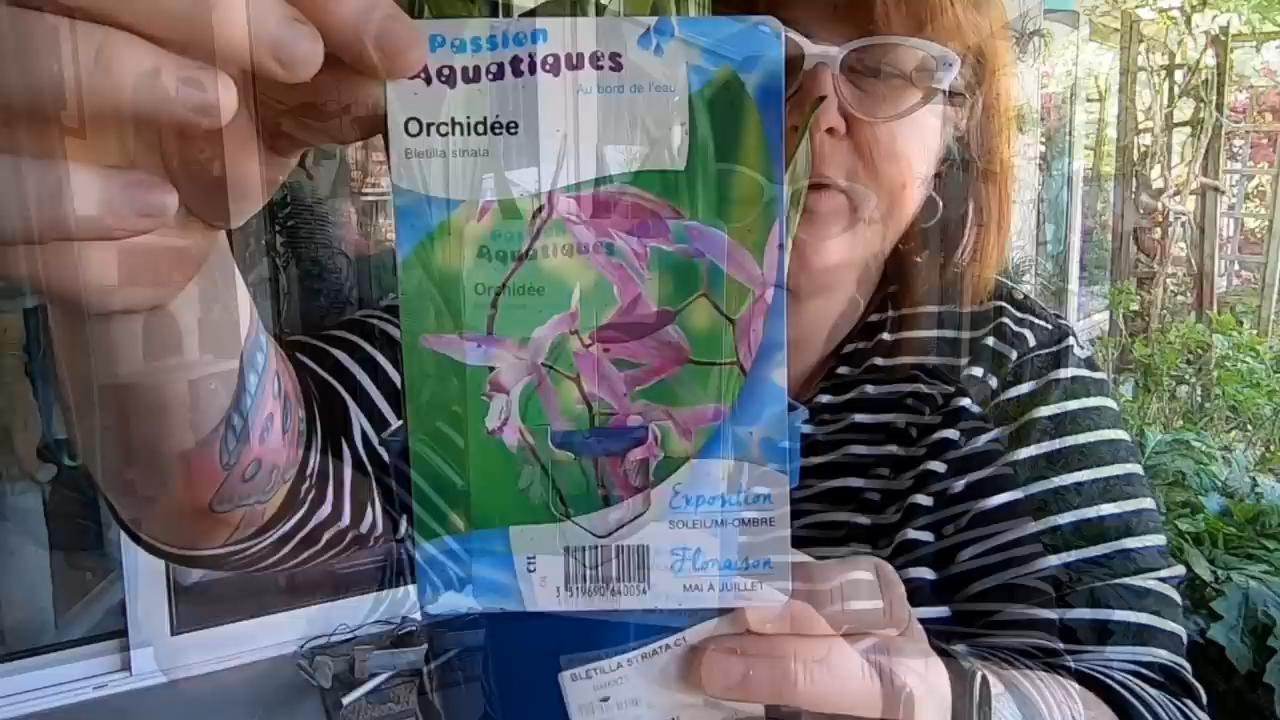 Passion
Aquatiques
Au bord de l'eau
Orchidée
Bletilla striata
Passion
Aquatiques
Orchidée
Exposition
SOLEIL/MI-OMBRE
Floraison
MAI À JUILLET
3 319690 640054
BLETILLA STRIATA C1